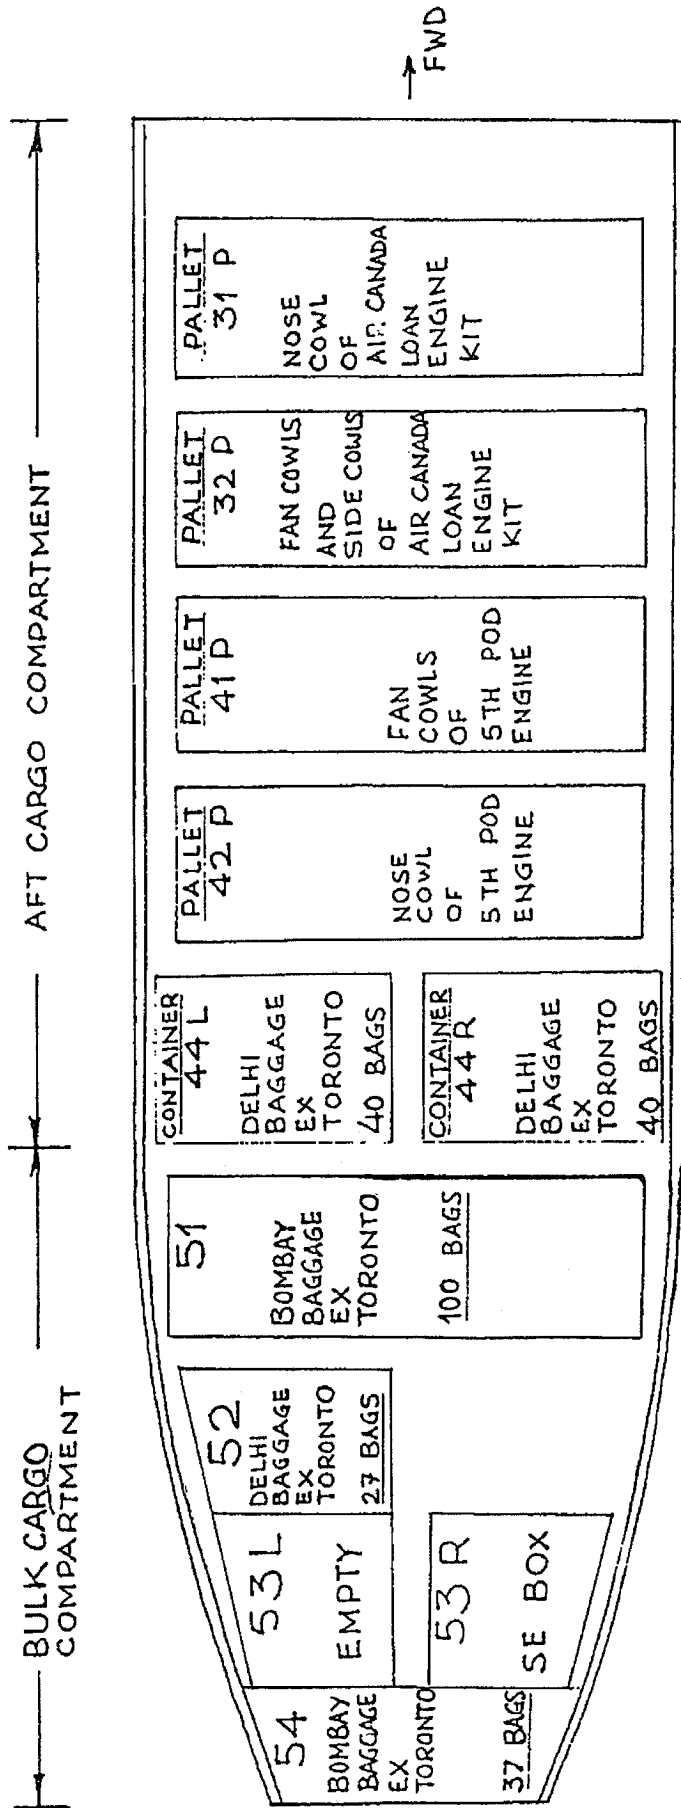 BULK CARGO
COMPARTMENT
AFT CARGO COMPARTMENT
FWD
54
BOMBAY
BAGGAGE
EX
TORONTO
37 BAGS
53 L
EMPTY
53 R
SE BOX
52
DELHI
BAGGAGE
EX
TORONTO
27 BAGS
51
BOMBAY
BAGGAGE
EX
TORONTO
100 BAGS
CONTAINER
44 L
DELHI
BAGGAGE
EX
TORONTO
40 BAGS
CONTAINER
44 R
DELHI
BAGGAGE
EX
TORONTO
40 BAGS
PALLET
42 P
NOSE
COWL
OF
5TH POD
ENGINE
PALLET
41 P
FAN
COWLS
OF
5TH POD
ENGINE
PALLET
32 P
FAN COWLS
AND
SIDE COWLS
OF
AIR CANADA
LOAN
ENGINE
KIT
PALLET
31 P
NOSE
COWL
OF
AIR CANADA
LOAN
ENGINE
KIT